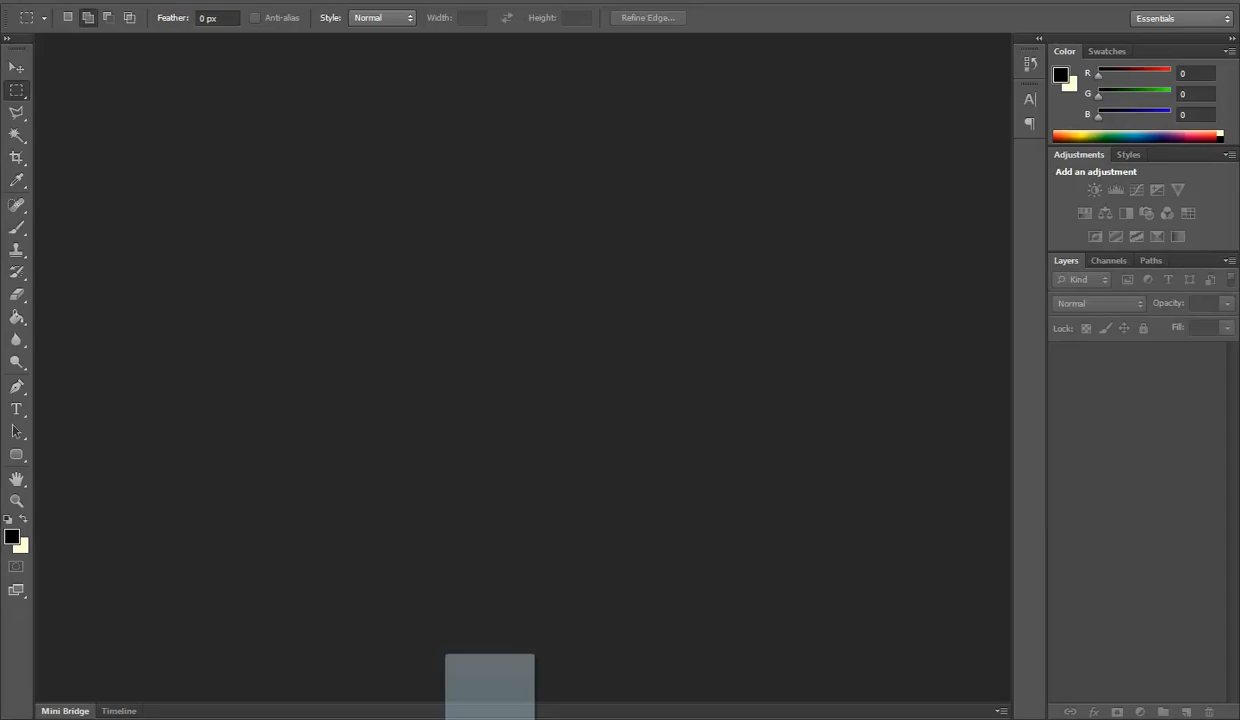 Feather: 0 px Anti-alias Style: Normal Width: Height: Refine Edge... Essentials
Color Swatches
R 0
G 0
B 0
Adjustments Styles
Add an adjustment
Layers Channels Paths
Kind T
Normal Opacity:
Lock: Fill:
A
¶
T
Mini Bridge Timeline
fx